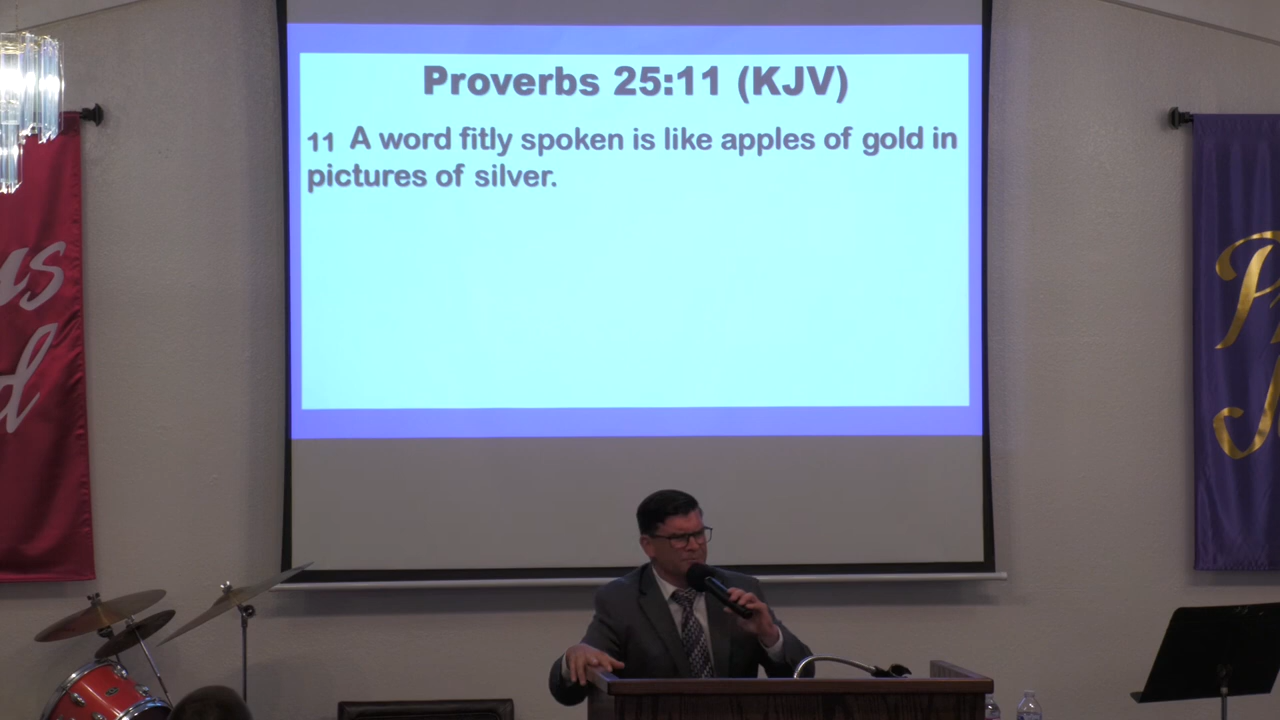 Proverbs 25:11 (KJV)
11 A word fitly spoken is like apples of gold in
pictures of silver.